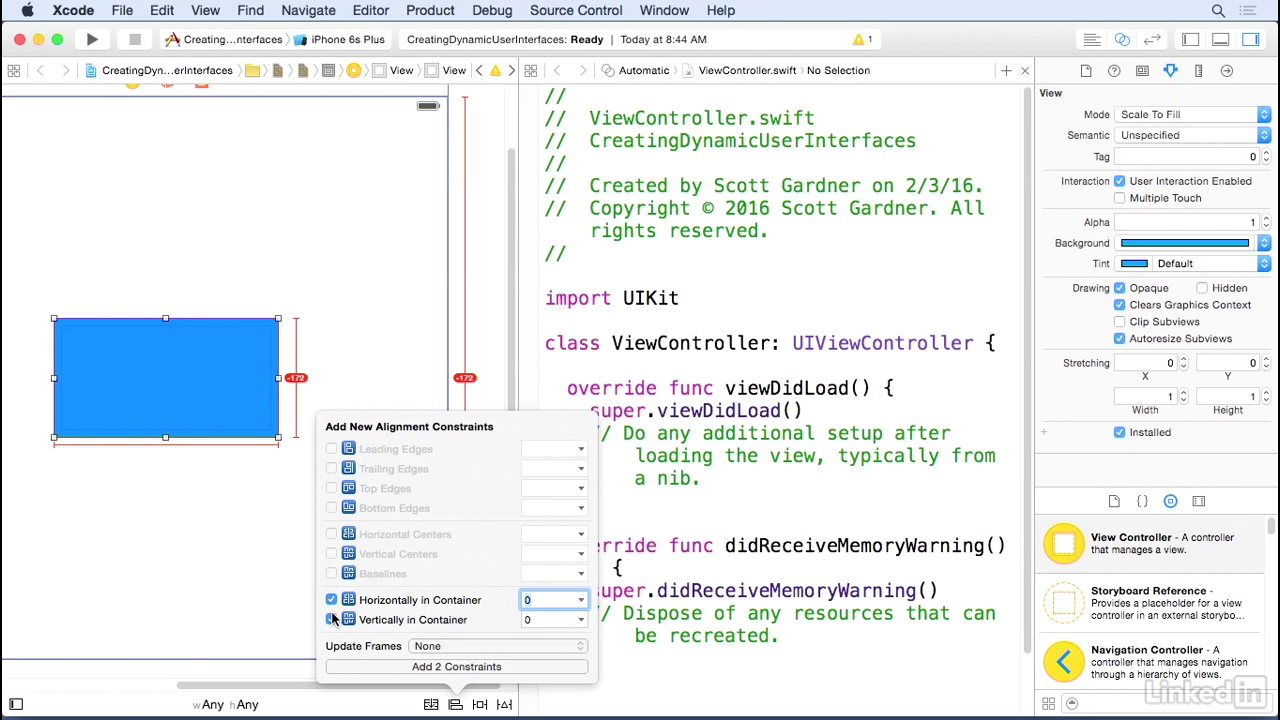 Xcode File Edit View Find Navigate Editor Product Debug Source Control Window Help
Creating...nterfaces iPhone 6s Plus CreatingDynamicUserInterfaces: Ready Today at 8:44 AM 1
CreatingDyn...erInterfaces View View Automatic ViewController.swift No Selection
//
// ViewController.swift
// CreatingDynamicUserInterfaces
//
// Created by Scott Gardner on 2/3/16.
// Copyright © 2016 Scott Gardner. All
rights reserved.
//
import UIKit
class ViewController: UIViewController {
override func viewDidLoad() {
super.viewDidLoad()
// Do any additional setup after
loading the view, typically from
a nib.
erride func didReceiveMemoryWarning()
{
super.didReceiveMemoryWarning()
// Dispose of any resources that can
be recreated.
-172
-172
Add New Alignment Constraints
Leading Edges
Trailing Edges
Top Edges
Bottom Edges
Horizontal Centers
Vertical Centers
Baselines
Horizontally in Container 0
Vertically in Container 0
Update Frames None
Add 2 Constraints
wAny hAny
View
Mode Scale To Fill
Semantic Unspecified
Tag 0
Interaction User Interaction Enabled
Multiple Touch
Alpha 1
Background
Tint Default
Drawing Opaque Hidden
Clears Graphics Context
Clip Subviews
Autoresize Subviews
Stretching 0 0
X Y
1 1
Width Height
Installed
View Controller - A controller
that manages a view.
Storyboard Reference -
Provides a placeholder for a view
controller in an external storybo...
Navigation Controller - A
controller that manages navigation
through a hierarchy of views.
LinkedIn